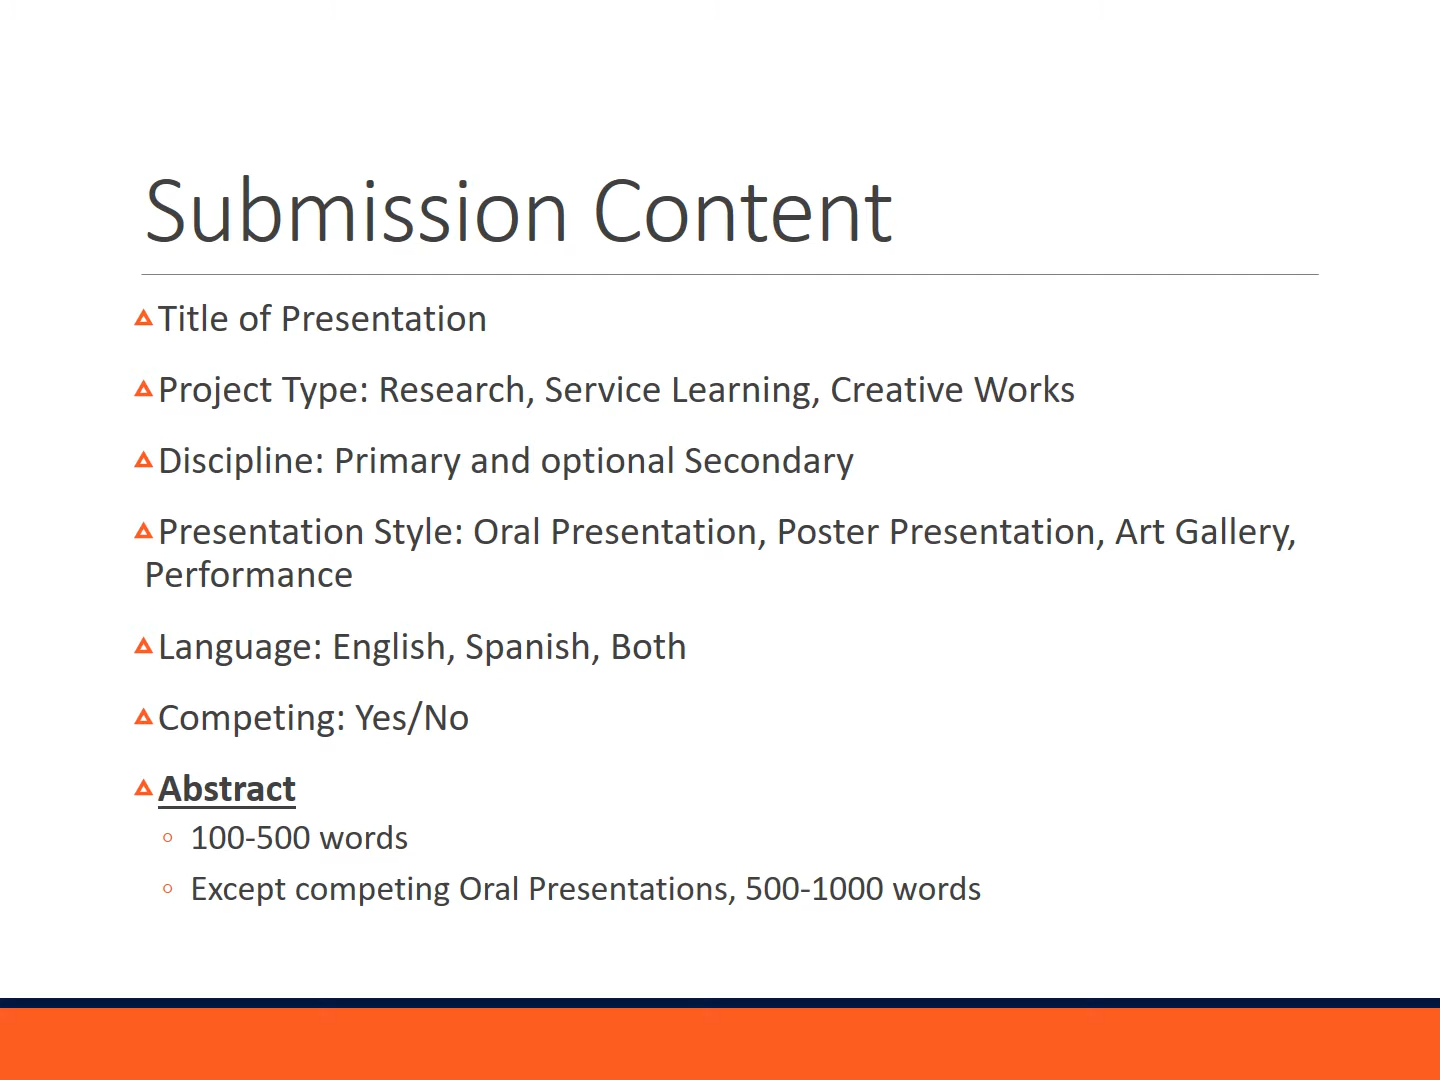 Submission Content
Title of Presentation
Project Type: Research, Service Learning, Creative Works
Discipline: Primary and optional Secondary
Presentation Style: Oral Presentation, Poster Presentation, Art Gallery,
Performance
Language: English, Spanish, Both
Competing: Yes/No
Abstract
100-500 words
Except competing Oral Presentations, 500-1000 words